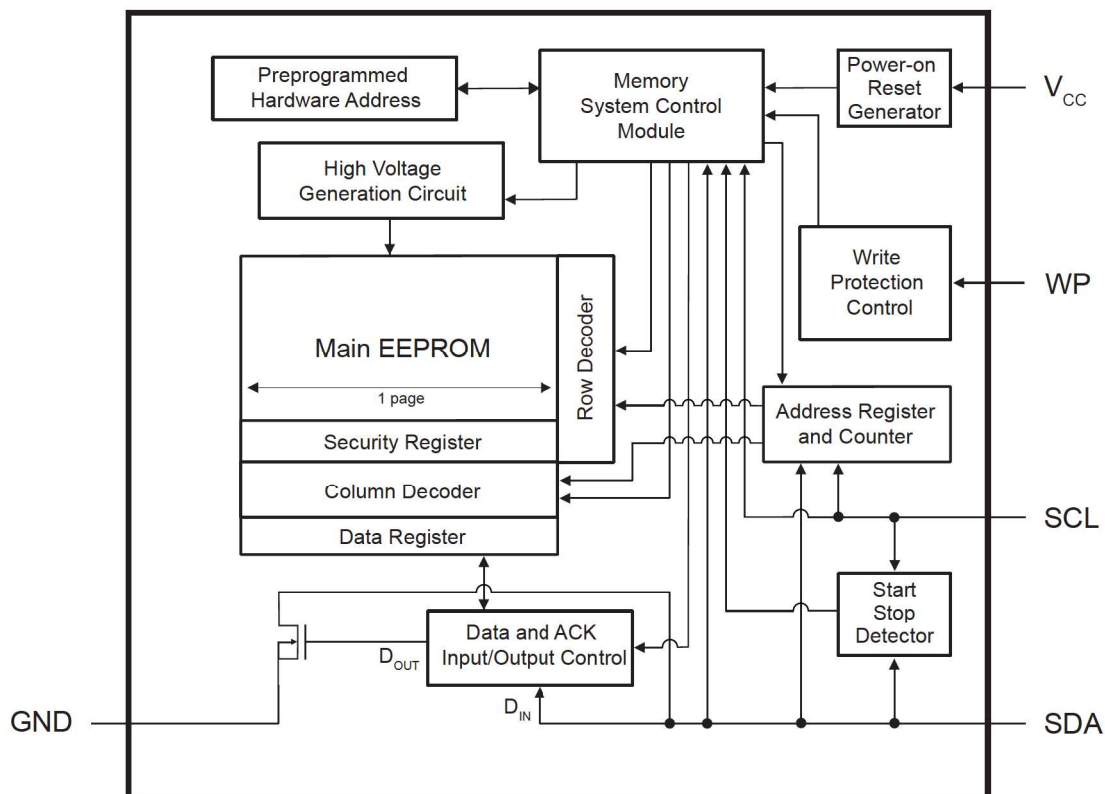 Preprogrammed
Hardware Address
Memory
System Control
Module
Power-on
Reset
Generator
VCC
High Voltage
Generation Circuit
Write
Protection
Control
WP
Main EEPROM
1 page
Row Decoder
Address Register
and Counter
Security Register
Column Decoder
Data Register
SCL
Start
Stop
Detector
Data and ACK
Input/Output Control
DOUT
DIN
GND
SDA